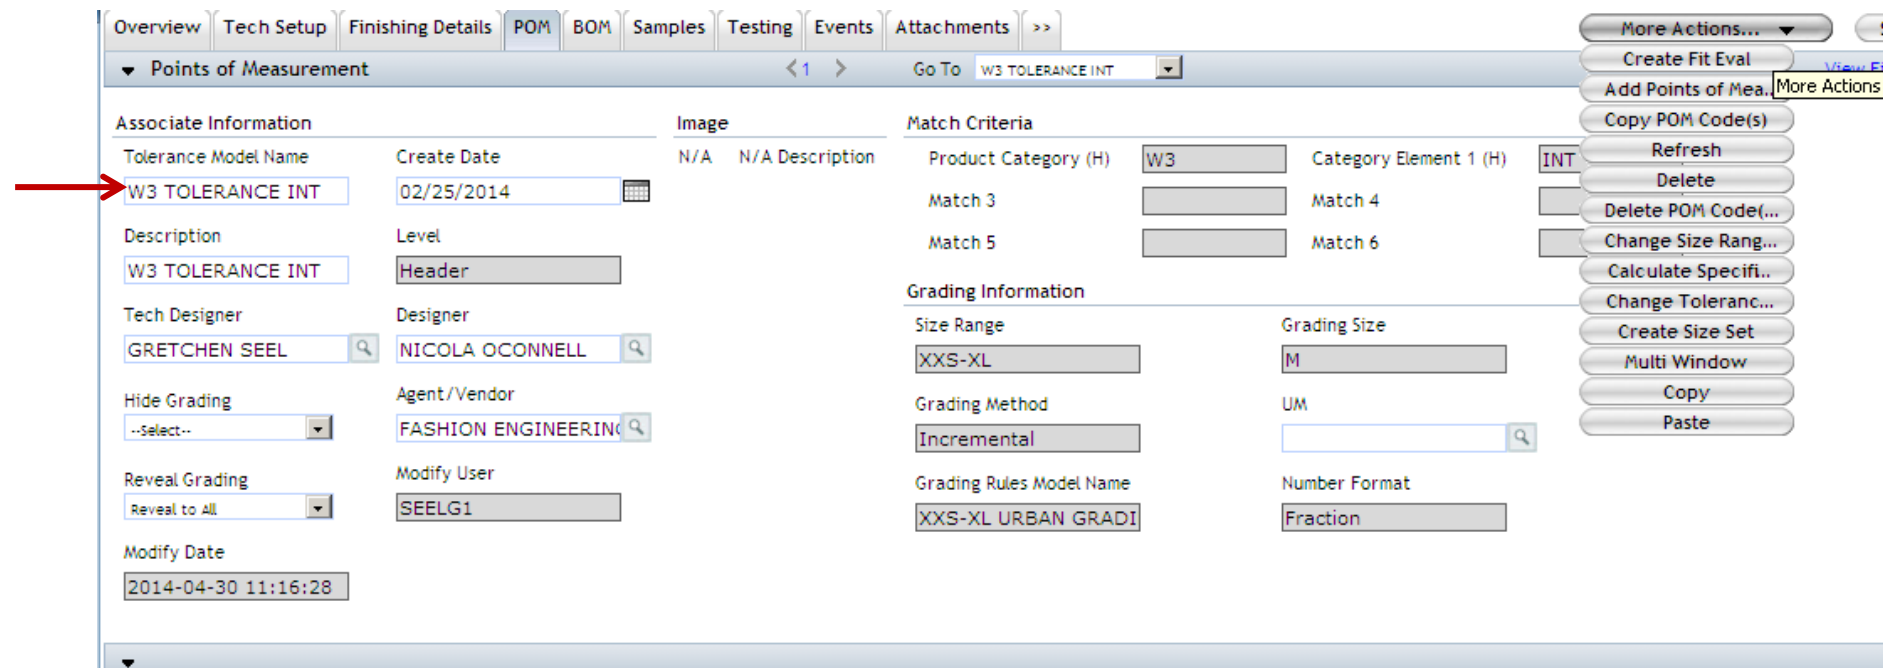 Overview Tech Setup Finishing Details POM BOM Samples Testing Events Attachments >> More Actions...
Points of Measurement 1 Go To W3 TOLERANCE INT Create Fit Eval
Add Points of Mea.. More Actions
Associate Information Image Match Criteria Copy POM Code(s)
Tolerance Model Name Create Date N/A N/A Description Product Category (H) W3 Category Element 1 (H) INT Refresh
W3 TOLERANCE INT 02/25/2014 Match 3 Match 4 Delete
Delete POM Code(...
Description Level Match 5 Match 6 Change Size Rang...
W3 TOLERANCE INT Header Calculate Specifi..
Grading Information Change Toleranc...
Tech Designer Designer Size Range Grading Size Create Size Set
GRETCHEN SEEL NICOLA OCONNELL XXS-XL M Multi Window
Hide Grading Agent/Vendor Grading Method UM Copy
--Select-- FASHION ENGINEERING Incremental Paste
Reveal Grading Modify User Grading Rules Model Name Number Format
Reveal to All SEELG1 XXS-XL URBAN GRADI Fraction
Modify Date
2014-04-30 11:16:28